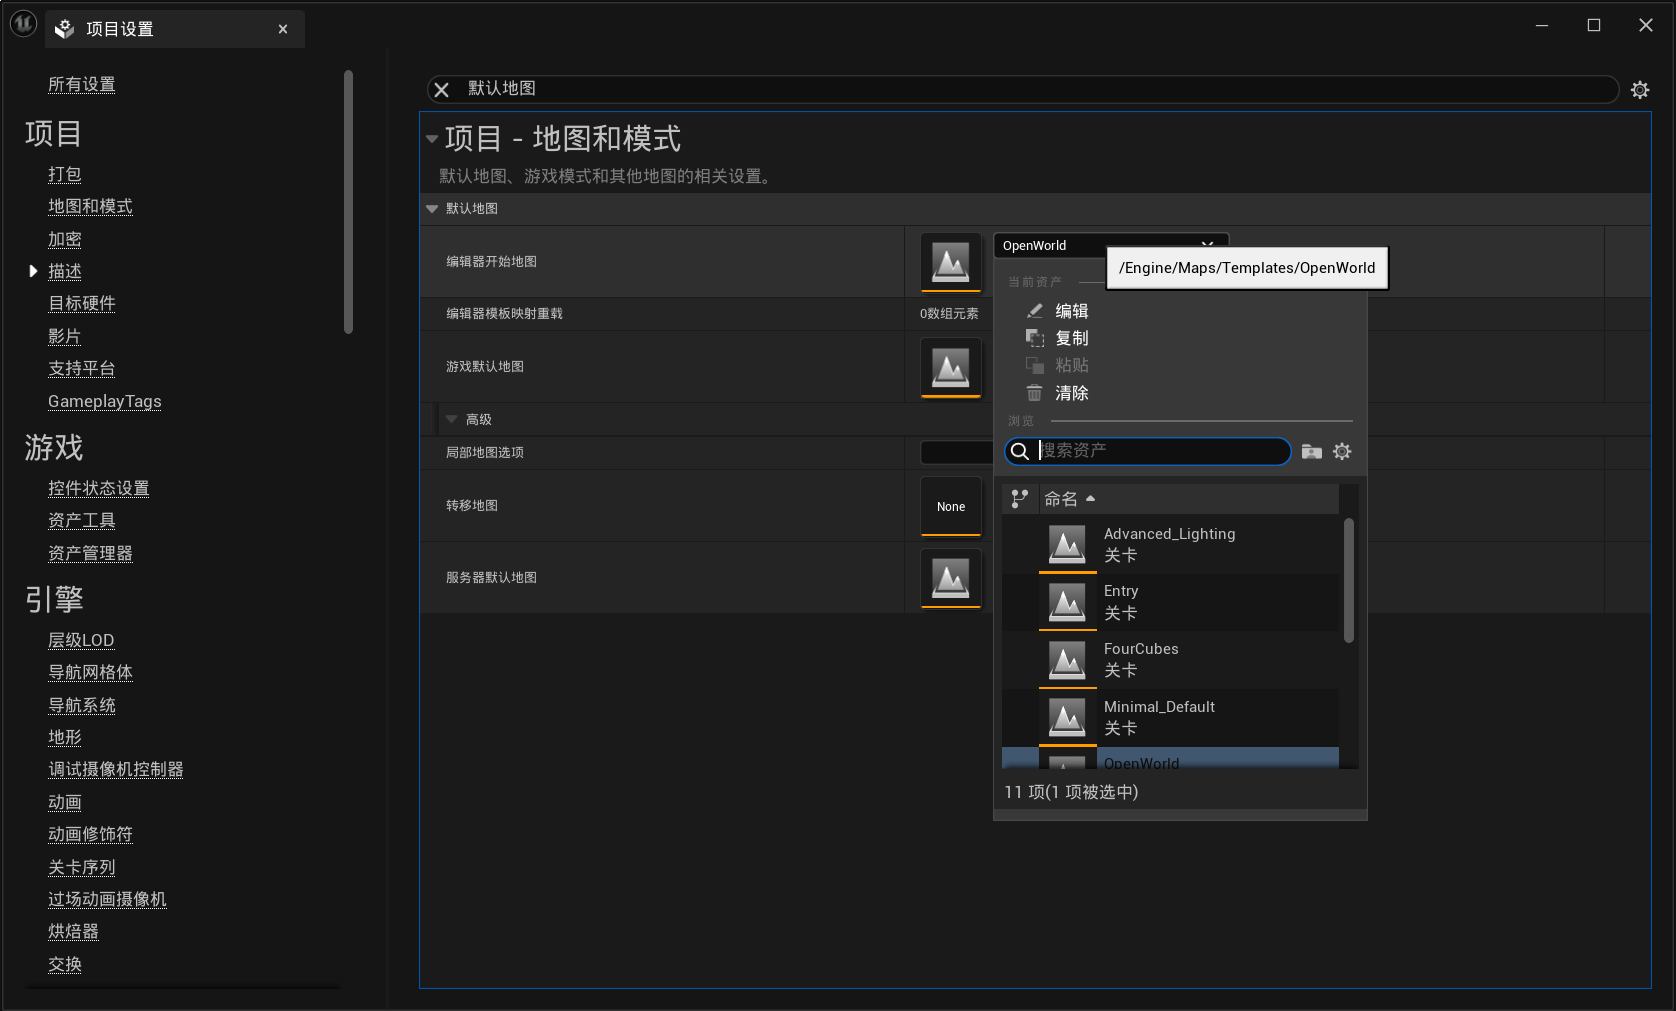 项目设置
所有设置
项目
打包
地图和模式
加密
描述
目标硬件
影片
支持平台
GameplayTags
游戏
控件状态设置
资产工具
资产管理器
引擎
层级LOD
导航网格体
导航系统
地形
调试摄像机控制器
动画
动画修饰符
关卡序列
过场动画摄像机
烘焙器
交换
默认地图
项目 - 地图和模式
默认地图、游戏模式和其他地图的相关设置。
默认地图
编辑器开始地图
OpenWorld
/Engine/Maps/Templates/OpenWorld
编辑器模板映射重载
0数组元素
游戏默认地图
高级
局部地图选项
转移地图
None
服务器默认地图
当前资产
编辑
复制
粘贴
清除
浏览
搜索资产
命名
Advanced_Lighting
关卡
Entry
关卡
FourCubes
关卡
Minimal_Default
关卡
OpenWorld
11 项(1 项被选中)